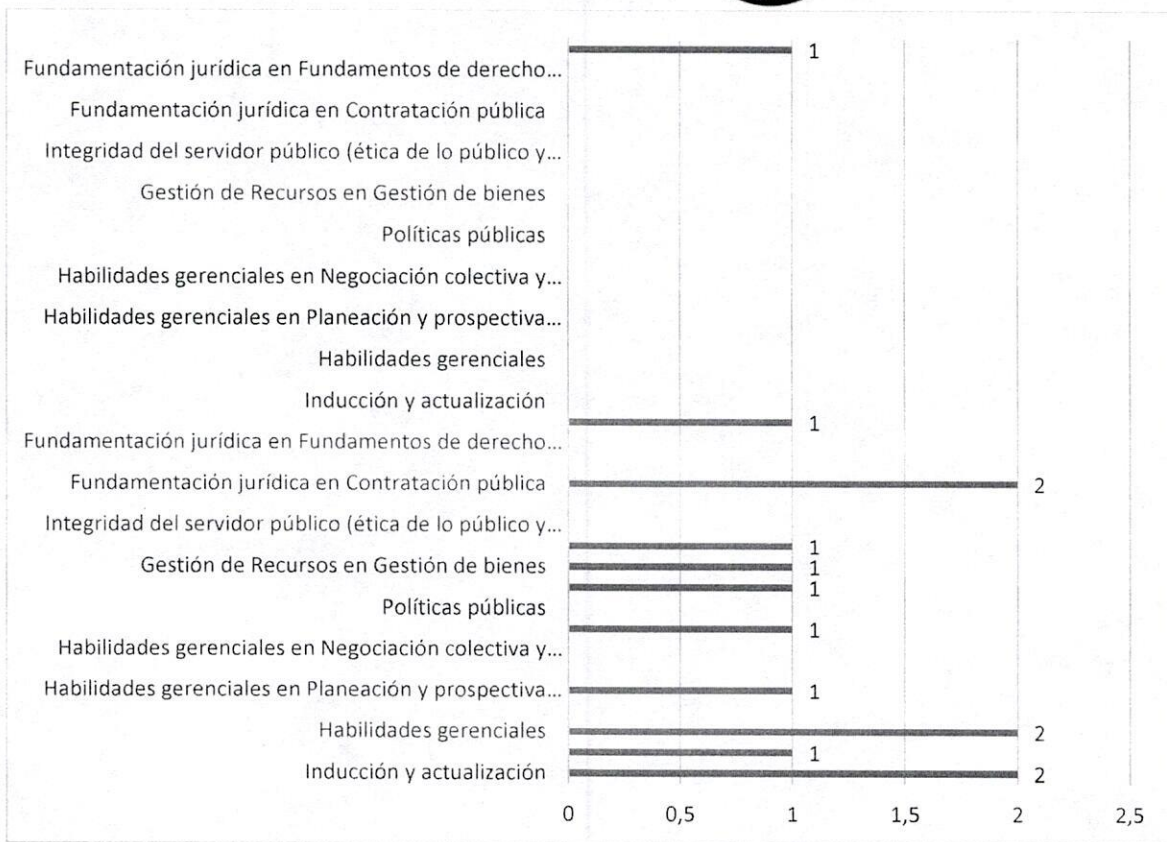 1
Fundamentación jurídica en Fundamentos de derecho...
Fundamentación jurídica en Contratación pública
Integridad del servidor público (ética de lo público y...
Gestión de Recursos en Gestión de bienes
Políticas públicas
Habilidades gerenciales en Negociación colectiva y...
Habilidades gerenciales en Planeación y prospectiva...
Habilidades gerenciales
Inducción y actualización
1
Fundamentación jurídica en Fundamentos de derecho...
Fundamentación jurídica en Contratación pública 2
Integridad del servidor público (ética de lo público y...
1
Gestión de Recursos en Gestión de bienes 1
1
Políticas públicas
1
Habilidades gerenciales en Negociación colectiva y...
Habilidades gerenciales en Planeación y prospectiva... 1
Habilidades gerenciales 2
1
Inducción y actualización 2
0 0,5 1 1,5 2 2,5